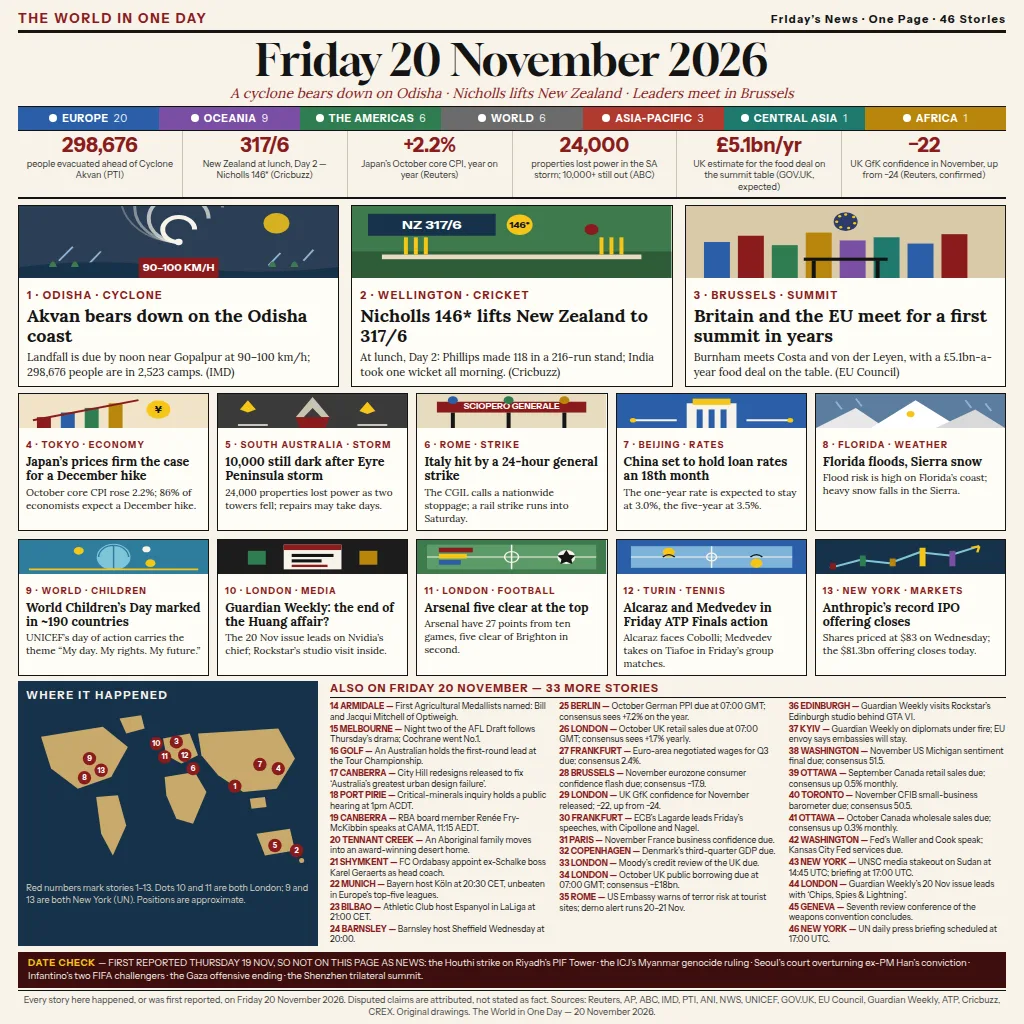 THE WORLD IN ONE DAY
Friday's News · One Page · 46 Stories
Friday 20 November 2026
A cyclone bears down on Odisha · Nicholls lifts New Zealand · Leaders meet in Brussels
EUROPE 20
OCEANIA 9
THE AMERICAS 6
WORLD 6
ASIA-PACIFIC 3
CENTRAL ASIA 1
AFRICA 1
298,676
people evacuated ahead of Cyclone
Akvan (PTI)
317/6
New Zealand at lunch, Day 2 —
Nicholls 146* (Cricbuzz)
+2.2%
Japan's October core CPI, year on
year (Reuters)
24,000
properties lost power in the SA
storm; 10,000+ still out (ABC)
£5.1bn/yr
UK estimate for the food deal on
the summit table (GOV.UK,
expected)
−22
UK GfK confidence in November, up
from −24 (Reuters, confirmed)
90–100 KM/H
1 · ODISHA · CYCLONE
Akvan bears down on the Odisha
coast
Landfall is due by noon near Gopalpur at 90–100 km/h;
298,676 people are in 2,523 camps. (IMD)
NZ 317/6
146*
2 · WELLINGTON · CRICKET
Nicholls 146* lifts New Zealand to
317/6
At lunch, Day 2: Phillips made 118 in a 216-run stand; India
took one wicket all morning. (Cricbuzz)
3 · BRUSSELS · SUMMIT
Britain and the EU meet for a first
summit in years
Burnham meets Costa and von der Leyen, with a £5.1bn-a-
year food deal on the table. (EU Council)
¥
4 · TOKYO · ECONOMY
Japan's prices firm the case
for a December hike
October core CPI rose 2.2%; 86% of
economists expect a December hike.
5 · SOUTH AUSTRALIA · STORM
10,000 still dark after Eyre
Peninsula storm
24,000 properties lost power as two
towers fell; repairs may take days.
SCIOPERO GENERALE
6 · ROME · STRIKE
Italy hit by a 24-hour general
strike
The CGIL calls a nationwide
stoppage; a rail strike runs into
Saturday.
7 · BEIJING · RATES
China set to hold loan rates
an 18th month
The one-year rate is expected to stay
at 3.0%, the five-year at 3.5%.
8 · FLORIDA · WEATHER
Florida floods, Sierra snow
Flood risk is high on Florida's coast;
heavy snow falls in the Sierra.
9 · WORLD · CHILDREN
World Children's Day marked
in ~190 countries
UNICEF's day of action carries the
theme “My day. My rights. My future.”
10 · LONDON · MEDIA
Guardian Weekly: the end of
the Huang affair?
The 20 Nov issue leads on Nvidia's
chief; Rockstar's studio visit inside.
11 · LONDON · FOOTBALL
Arsenal five clear at the top
Arsenal have 27 points from ten
games, five clear of Brighton in
second.
12 · TURIN · TENNIS
Alcaraz and Medvedev in
Friday ATP Finals action
Alcaraz faces Cobolli; Medvedev
takes on Tiafoe in Friday's group
matches.
13 · NEW YORK · MARKETS
Anthropic's record IPO
offering closes
Shares priced at $83 on Wednesday;
the $81.3bn offering closes today.
WHERE IT HAPPENED
10
3
9
11
12
13
8
6
7
4
1
5
2
Red numbers mark stories 1–13. Dots 10 and 11 are both London; 9 and
13 are both New York (UN). Positions are approximate.
ALSO ON FRIDAY 20 NOVEMBER — 33 MORE STORIES
14 ARMIDALE — First Agricultural Medallists named: Bill
and Jacqui Mitchell of Optiweigh.
15 MELBOURNE — Night two of the AFL Draft follows
Thursday's drama; Cochrane went No.1.
16 GOLF — An Australian holds the first-round lead at
the Tour Championship.
17 CANBERRA — City Hill redesigns released to fix
'Australia's greatest urban design failure'.
18 PORT PIRIE — Critical-minerals inquiry holds a public
hearing at 1pm ACDT.
19 CANBERRA — RBA board member Renée Fry-
McKibbin speaks at CAMA, 11:15 AEDT.
20 TENNANT CREEK — An Aboriginal family moves
into an award-winning desert home.
21 SHYMKENT — FC Ordabasy appoint ex-Schalke boss
Karel Geraerts as head coach.
22 MUNICH — Bayern host Köln at 20:30 CET, unbeaten
in Europe's top-five leagues.
23 BILBAO — Athletic Club host Espanyol in LaLiga at
21:00 CET.
24 BARNSLEY — Barnsley host Sheffield Wednesday at
20:00.
25 BERLIN — October German PPI due at 07:00 GMT;
consensus sees +7.2% on the year.
26 LONDON — October UK retail sales due at 07:00
GMT; consensus sees +1.7% yearly.
27 FRANKFURT — Euro-area negotiated wages for Q3
due; consensus 2.4%.
28 BRUSSELS — November eurozone consumer
confidence flash due; consensus −17.9.
29 LONDON — UK GfK confidence for November
released; −22, up from −24.
30 FRANKFURT — ECB's Lagarde leads Friday's
speeches, with Cipollone and Nagel.
31 PARIS — November France business confidence due.
32 COPENHAGEN — Denmark's third-quarter GDP due.
33 LONDON — Moody's credit review of the UK due.
34 LONDON — October UK public borrowing due at
07:00 GMT; consensus −£18bn.
35 ROME — US Embassy warns of terror risk at tourist
sites; demo alert runs 20–21 Nov.
36 EDINBURGH — Guardian Weekly visits Rockstar's
Edinburgh studio behind GTA VI.
37 KYIV — Guardian Weekly on diplomats under fire; EU
envoy says embassies will stay.
38 WASHINGTON — November US Michigan sentiment
final due; consensus 51.5.
39 OTTAWA — September Canada retail sales due;
consensus up 0.5% monthly.
40 TORONTO — November CFIB small-business
barometer due; consensus 50.5.
41 OTTAWA — October Canada wholesale sales due;
consensus up 0.3% monthly.
42 WASHINGTON — Fed's Waller and Cook speak;
Kansas City Fed services due.
43 NEW YORK — UNSC media stakeout on Sudan at
14:45 UTC; briefing at 17:00 UTC.
44 LONDON — Guardian Weekly's 20 Nov issue leads
with 'Chips, Spies & Lightning'.
45 GENEVA — Seventh review conference of the
weapons convention concludes.
46 NEW YORK — UN daily press briefing scheduled at
17:00 UTC.
DATE CHECK — FIRST REPORTED THURSDAY 19 NOV, SO NOT ON THIS PAGE AS NEWS: the Houthi strike on Riyadh's PIF Tower · the ICJ's Myanmar genocide ruling · Seoul's court overturning ex-PM Han's conviction ·
Infantino's two FIFA challengers · the Gaza offensive ending · the Shenzhen trilateral summit.
Every story here happened, or was first reported, on Friday 20 November 2026. Disputed claims are attributed, not stated as fact. Sources: Reuters, AP, ABC, IMD, PTI, ANI, NWS, UNICEF, GOV.UK, EU Council, Guardian Weekly, ATP, Cricbuzz,
CREX. Original drawings. The World in One Day — 20 November 2026.